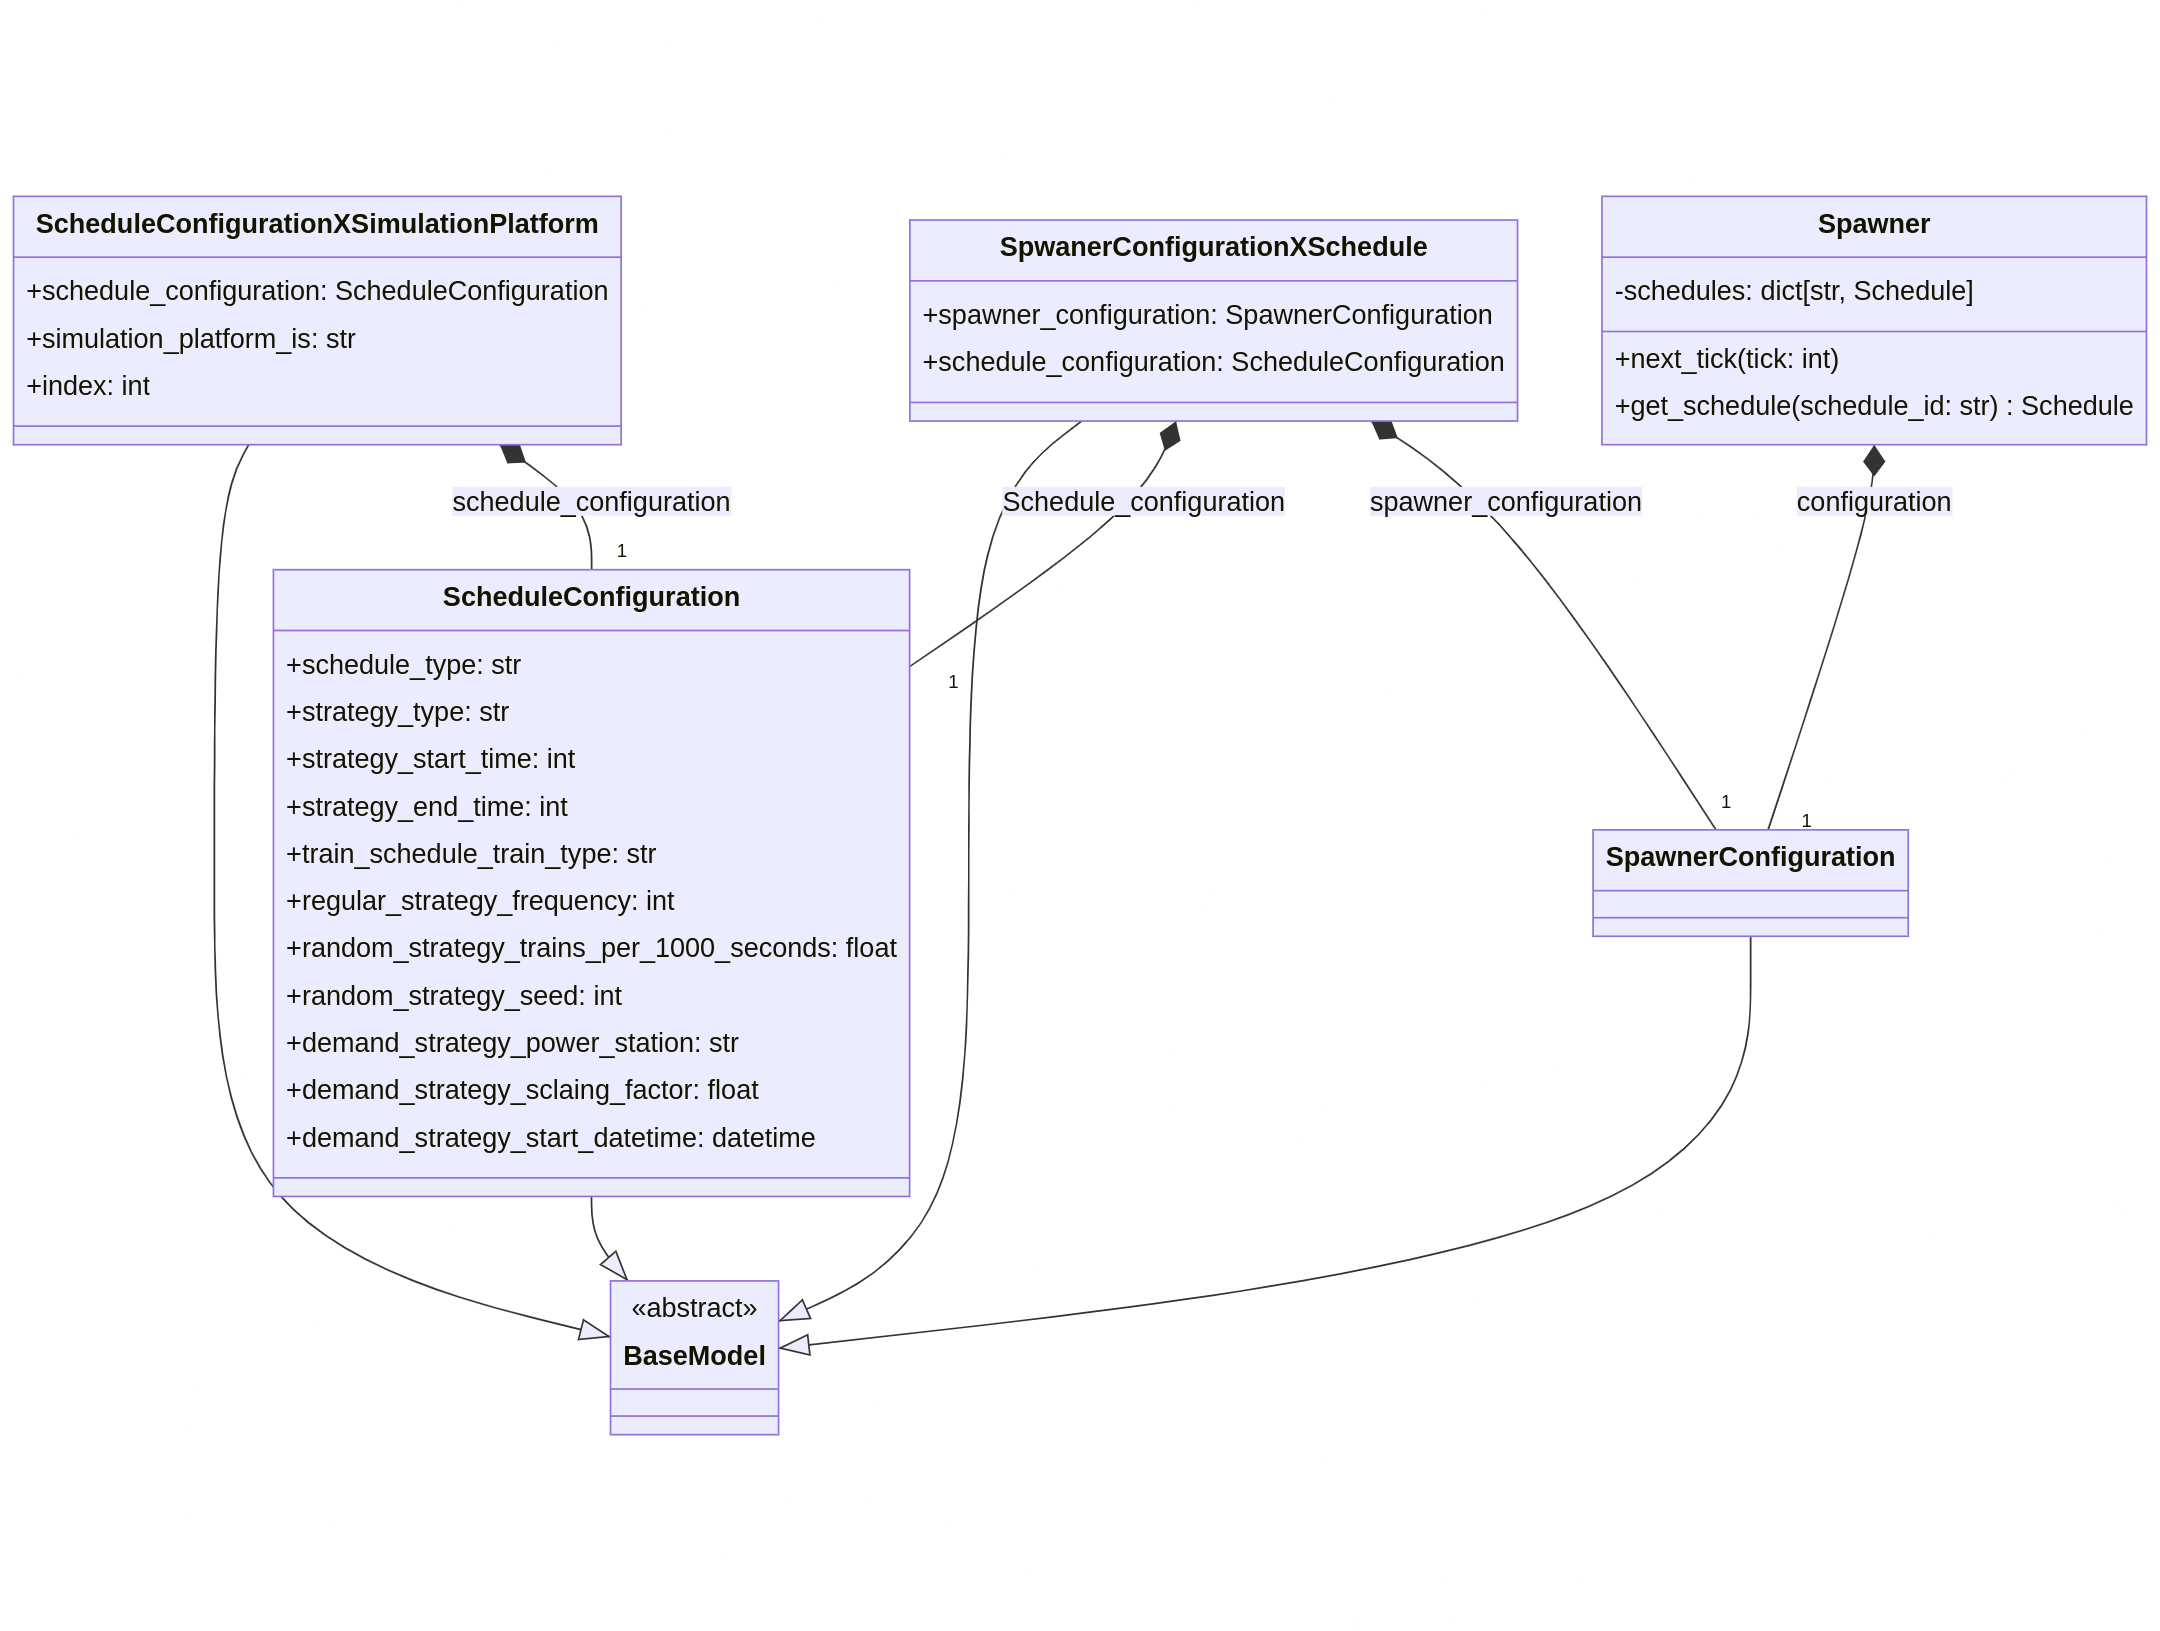 ScheduleConfigurationXSimulationPlatform
+schedule_configuration: ScheduleConfiguration
+simulation_platform_is: str
+index: int
SpwanerConfigurationXSchedule
+spawner_configuration: SpawnerConfiguration
+schedule_configuration: ScheduleConfiguration
Spawner
-schedules: dict[str, Schedule]
+next_tick(tick: int)
+get_schedule(schedule_id: str) : Schedule
schedule_configuration
Schedule_configuration
spawner_configuration
configuration
1
1
1
1
ScheduleConfiguration
+schedule_type: str
+strategy_type: str
+strategy_start_time: int
+strategy_end_time: int
+train_schedule_train_type: str
+regular_strategy_frequency: int
+random_strategy_trains_per_1000_seconds: float
+random_strategy_seed: int
+demand_strategy_power_station: str
+demand_strategy_sclaing_factor: float
+demand_strategy_start_datetime: datetime
SpawnerConfiguration
«abstract»
BaseModel